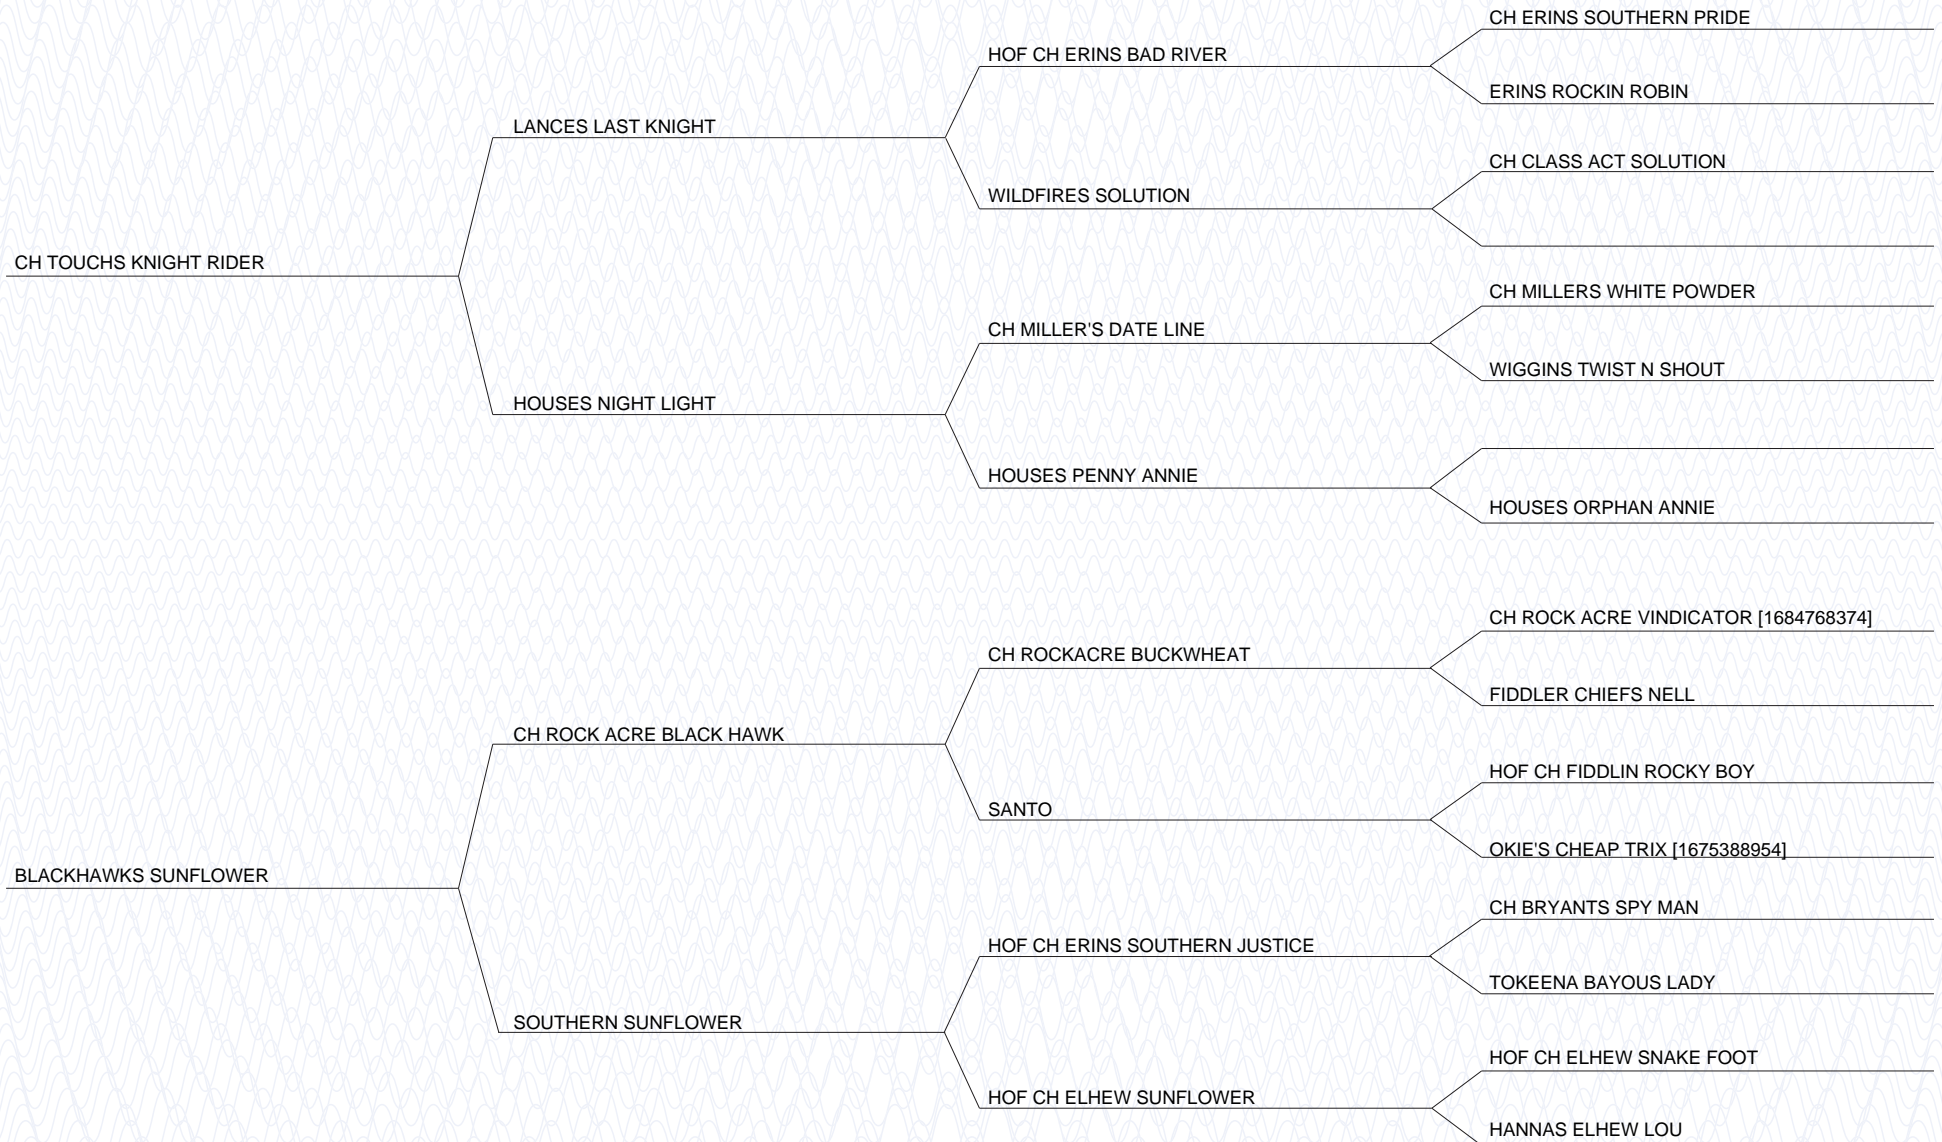 CH ERINS SOUTHERN PRIDE
HOF CH ERINS BAD RIVER
ERINS ROCKIN ROBIN
LANCES LAST KNIGHT
CH CLASS ACT SOLUTION
WILDFIRES SOLUTION
CH TOUCHS KNIGHT RIDER
CH MILLERS WHITE POWDER
CH MILLER'S DATE LINE
WIGGINS TWIST N SHOUT
HOUSES NIGHT LIGHT
HOUSES PENNY ANNIE
HOUSES ORPHAN ANNIE
CH ROCK ACRE VINDICATOR [1684768374]
CH ROCKACRE BUCKWHEAT
FIDDLER CHIEFS NELL
CH ROCK ACRE BLACK HAWK
HOF CH FIDDLIN ROCKY BOY
SANTO
OKIE'S CHEAP TRIX [1675388954]
BLACKHAWKS SUNFLOWER
CH BRYANTS SPY MAN
HOF CH ERINS SOUTHERN JUSTICE
TOKEENA BAYOUS LADY
SOUTHERN SUNFLOWER
HOF CH ELHEW SNAKE FOOT
HOF CH ELHEW SUNFLOWER
HANNAS ELHEW LOU